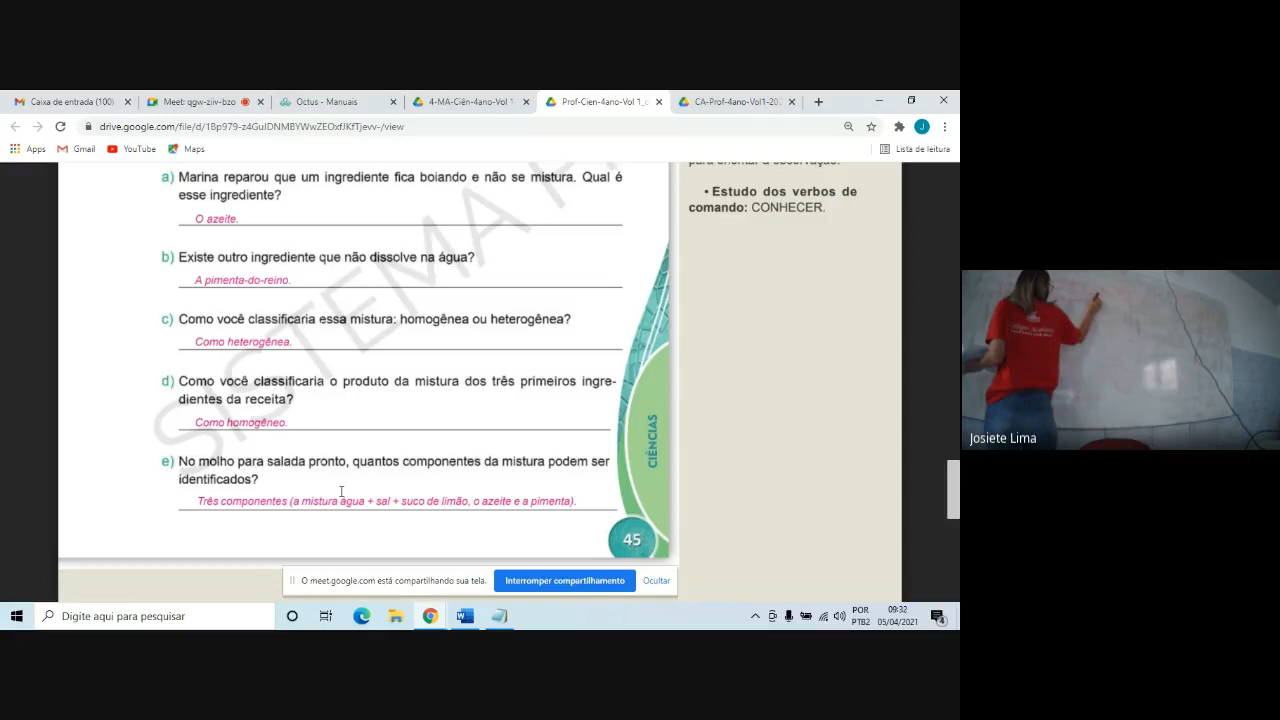 Caixa de entrada (100)
Meet: qgw-ziiv-bzo
Octus - Manuais
4-MA-Ciên-4ano-Vol 1
Prof-Cien-4ano-Vol 1_
CA-Prof-4ano-Vol1-202
drive.google.com/file/d/1Bp979-z4GuIDNMBYWwZEOxfJKfTjevv-/view
Apps Gmail YouTube Maps
Lista de leitura
para orientar a observação.
• Estudo dos verbos de
comando: CONHECER.
SISTEMA
a) Marina reparou que um ingrediente fica boiando e não se mistura. Qual é
esse ingrediente?
O azeite.
b) Existe outro ingrediente que não dissolve na água?
A pimenta-do-reino.
c) Como você classificaria essa mistura: homogênea ou heterogênea?
Como heterogênea.
d) Como você classificaria o produto da mistura dos três primeiros ingre-
dientes da receita?
Como homogêneo.
e) No molho para salada pronto, quantos componentes da mistura podem ser
identificados?
Três componentes (a mistura água + sal + suco de limão, o azeite e a pimenta).
CIÊNCIAS
45
O meet.google.com está compartilhando sua tela.
Interromper compartilhamento
Ocultar
Digite aqui para pesquisar
POR
PTB2
09:32
05/04/2021
4
Josiete Lima